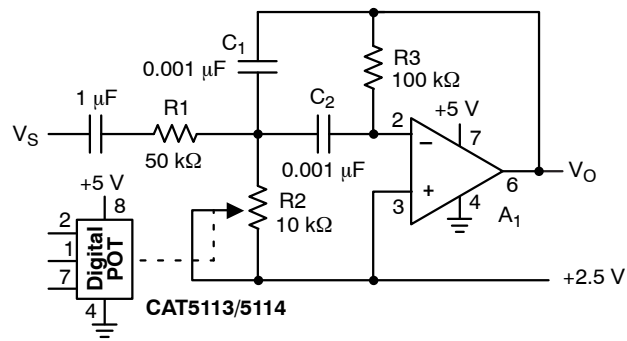 C1
0.001 μF
R3
100 kΩ
1 μF
R1
C2
+5 V
VS
2
7
–
50 kΩ
0.001 μF
6
VO
+5 V
8
R2
10 kΩ
+
3
4
A1
2
1
7
Digital
POT
4
+2.5 V
CAT5113/5114